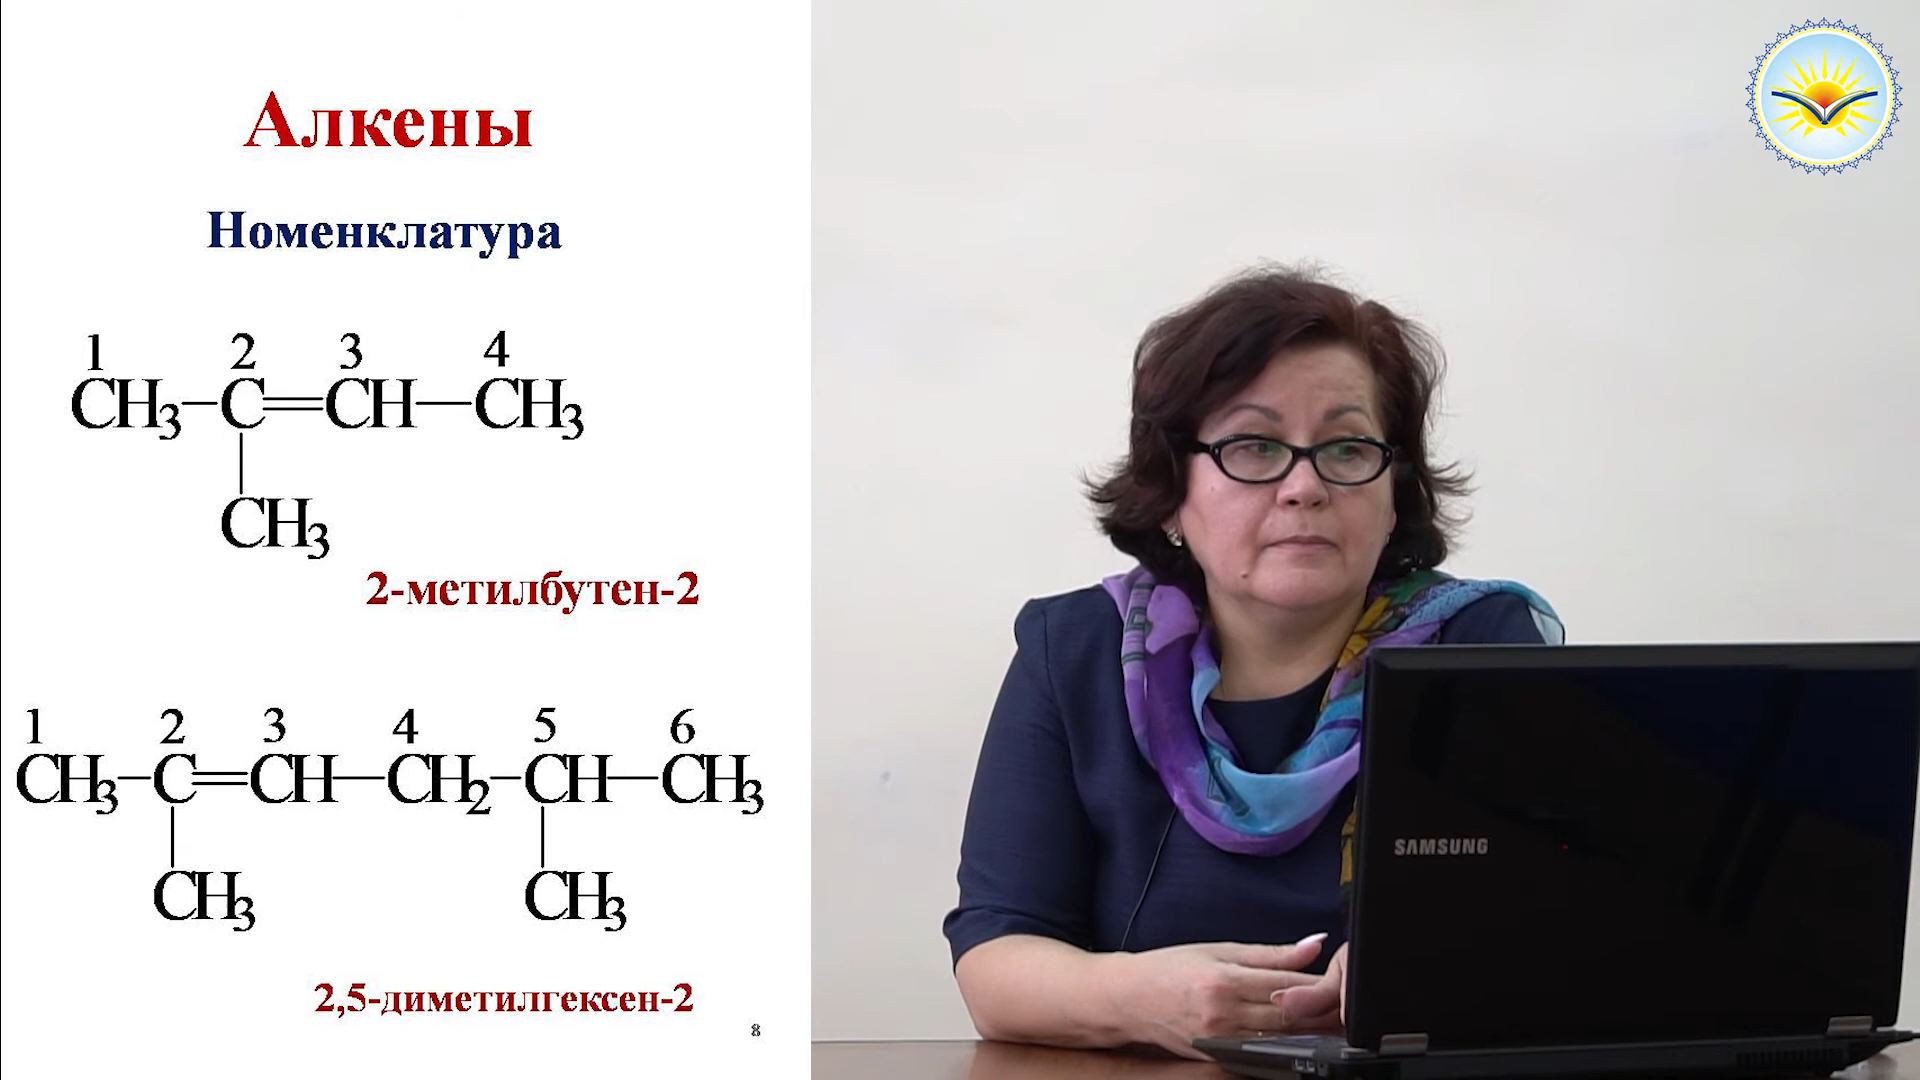 Алкены
Номенклатура
1 2 3 4
CH3-C=CH-CH3
CH3
2-метилбутен-2
1 2 3 4 5 6
CH3-C=CH-CH2-CH-CH3
CH3 CH3
2,5-диметилгексен-2
8
SAMSUNG